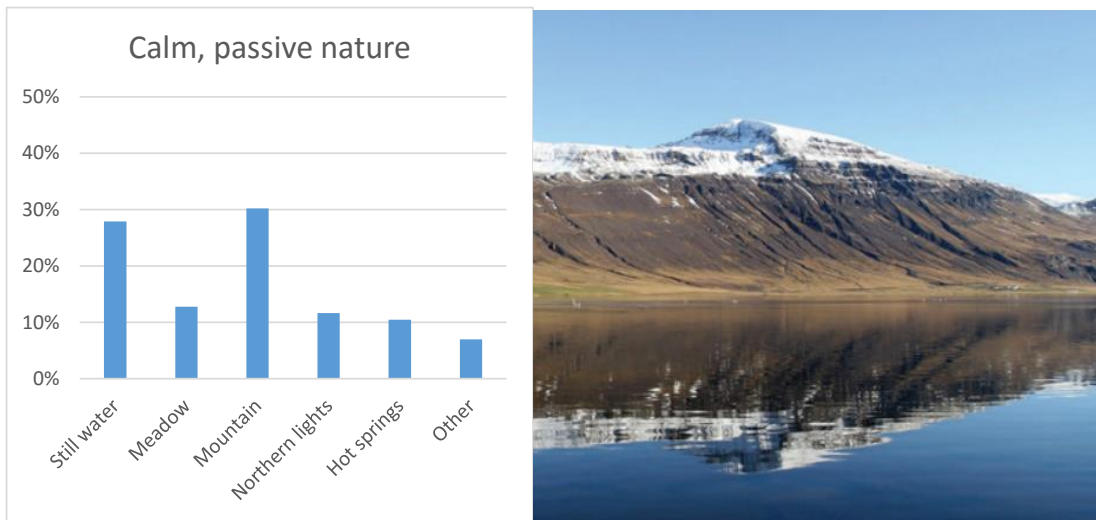 Calm, passive nature
50%
40%
30%
20%
10%
0%
Still water
Meadow
Mountain
Northern lights
Hot springs
Other